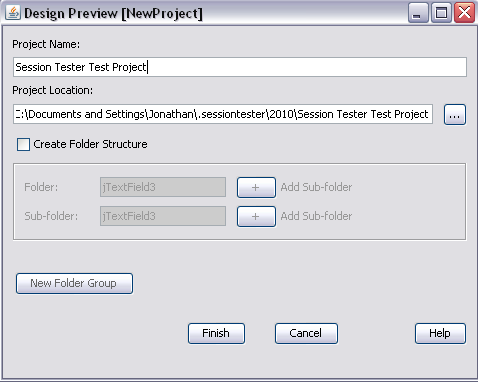 Design Preview [NewProject]
Project Name:
Session Tester Test Project
Project Location:
C:\Documents and Settings\Jonathan\.sessiontester\2010\Session Tester Test Project
...
Create Folder Structure
Folder: jTextField3 + Add Sub-folder
Sub-folder: jTextField3 + Add Sub-folder
New Folder Group
Finish Cancel Help